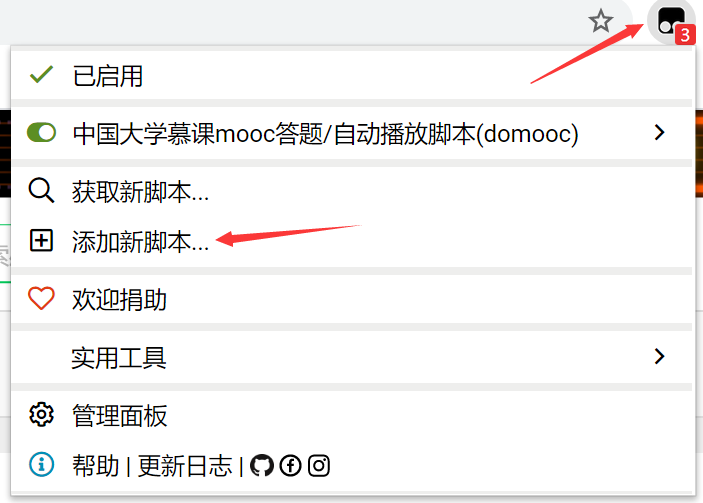 3
已启用
中国大学慕课mooc答题/自动播放脚本(domooc)
获取新脚本...
添加新脚本...
欢迎捐助
实用工具
管理面板
帮助 | 更新日志 |